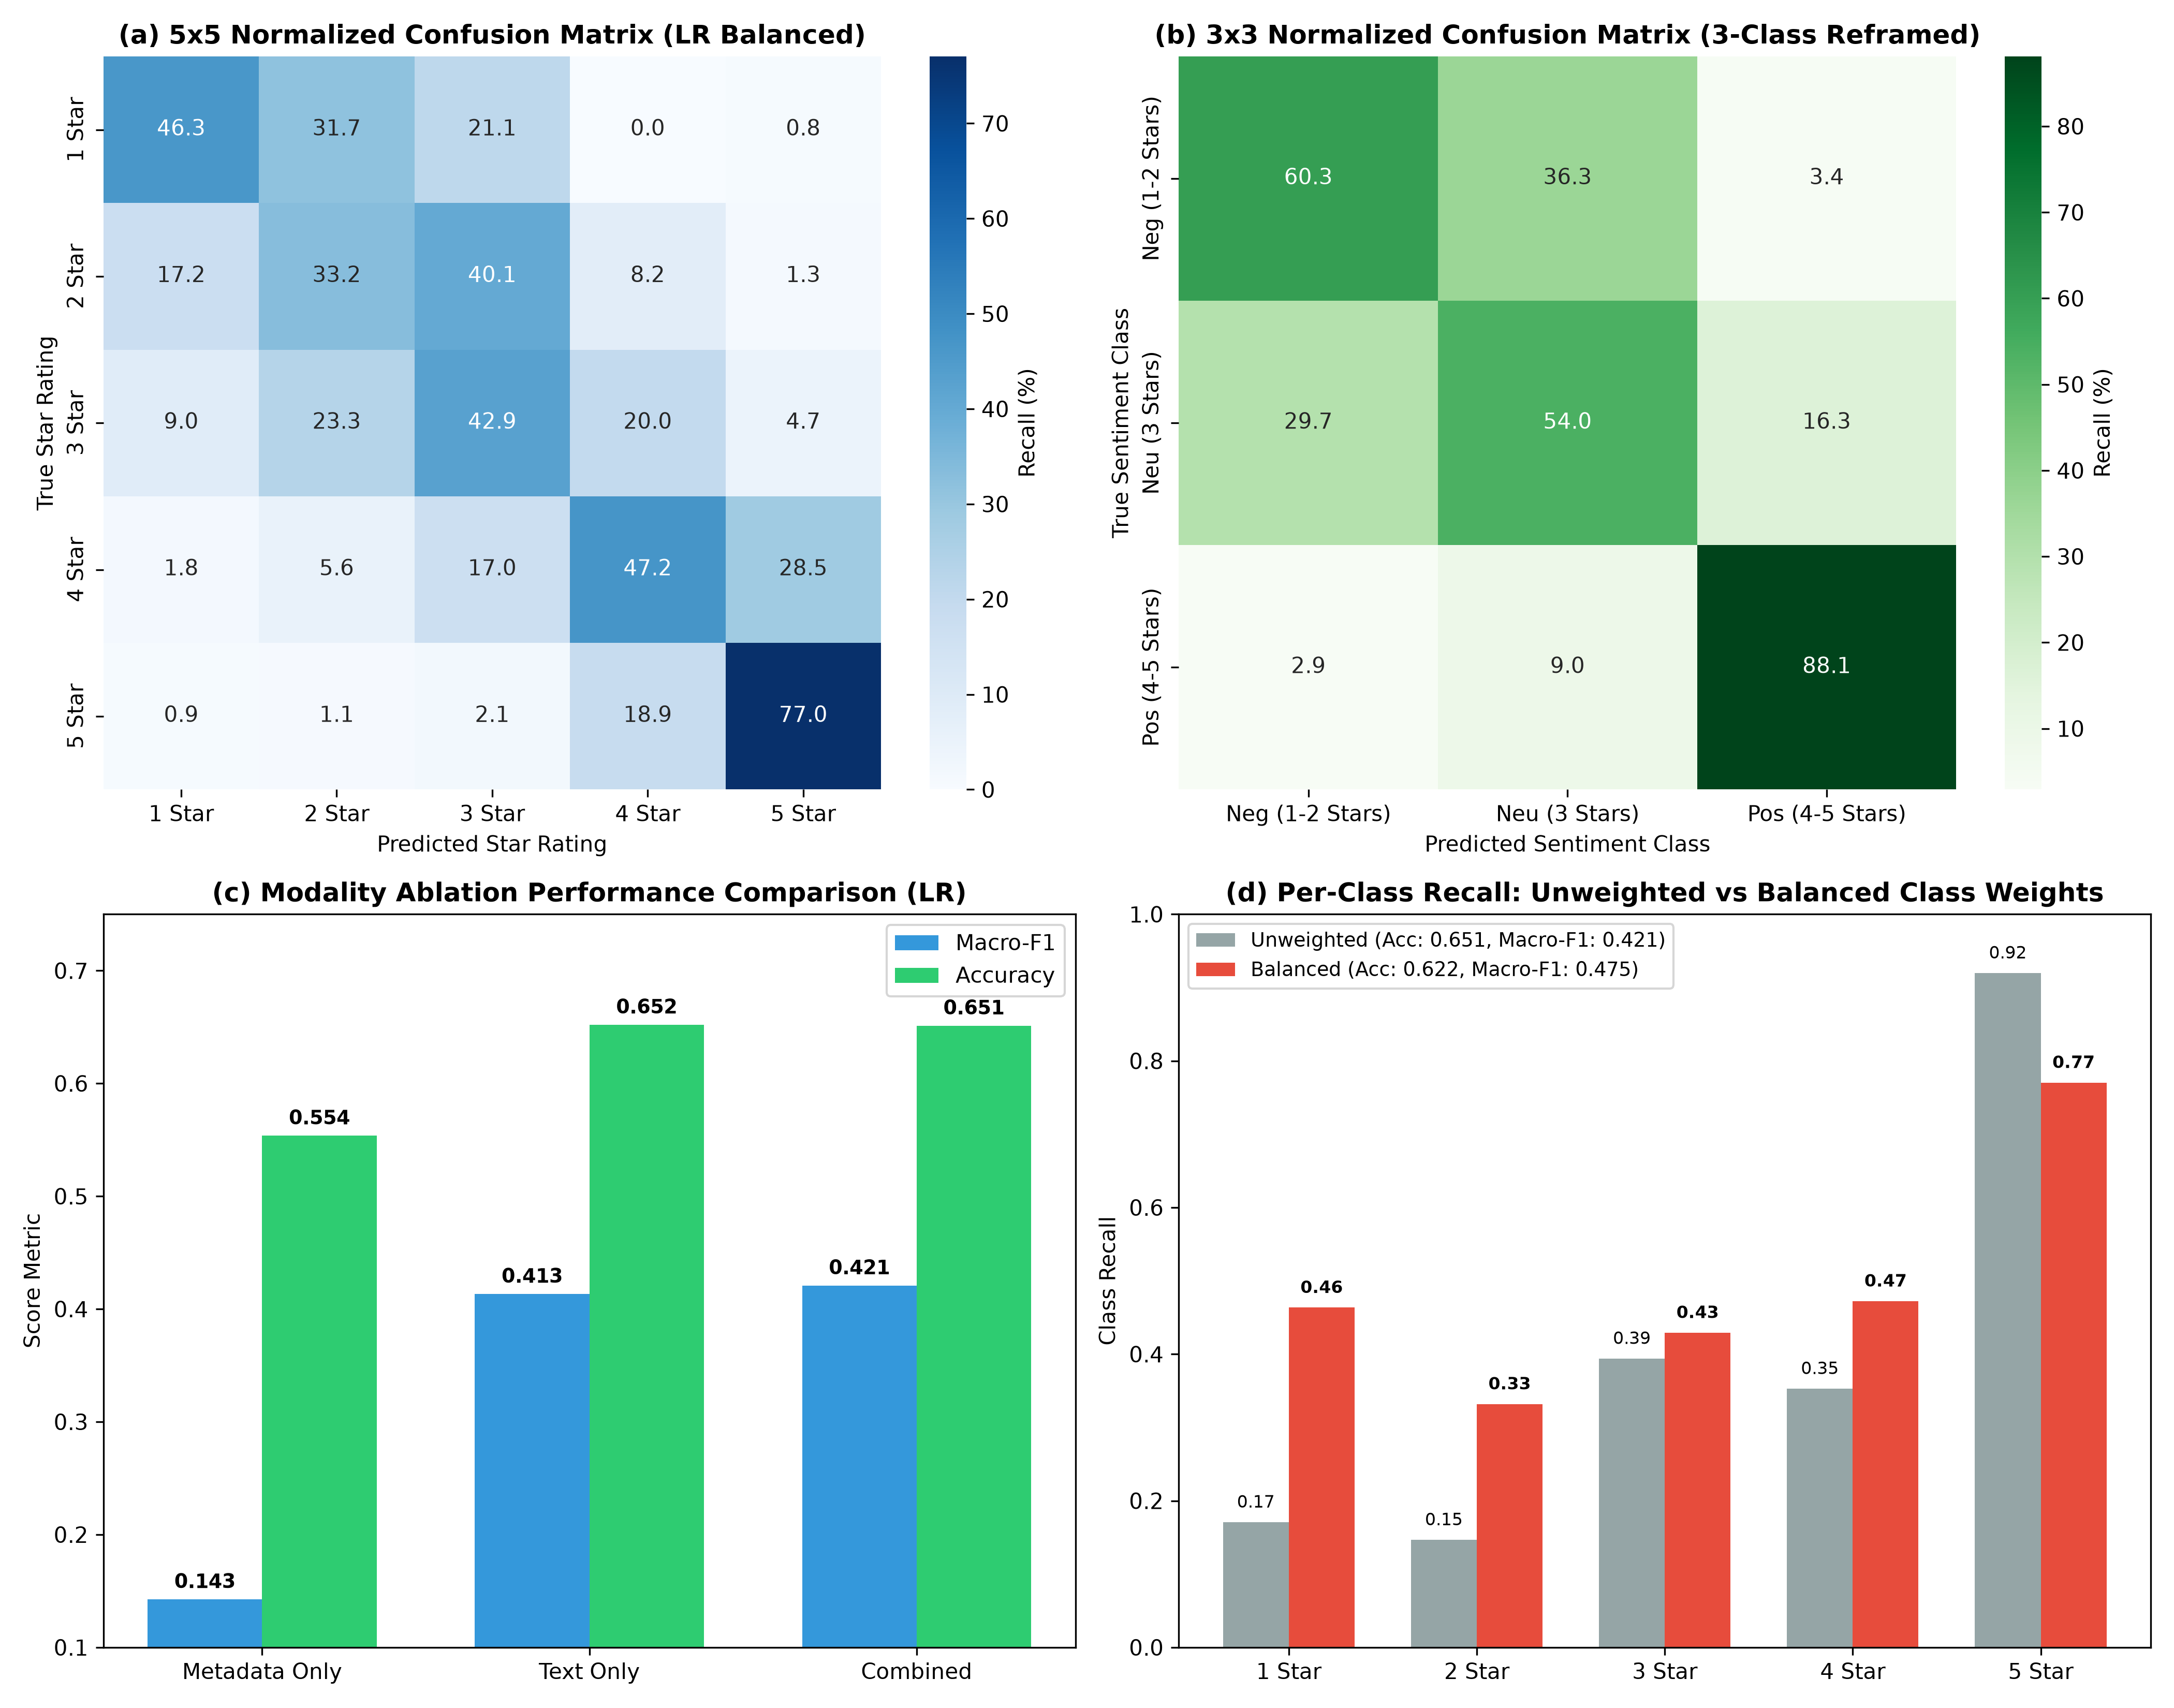 (a) 5x5 Normalized Confusion Matrix (LR Balanced)
True Star Rating
1 Star
46.3 31.7 21.1 0.0 0.8
2 Star
17.2 33.2 40.1 8.2 1.3
3 Star
9.0 23.3 42.9 20.0 4.7
4 Star
1.8 5.6 17.0 47.2 28.5
5 Star
0.9 1.1 2.1 18.9 77.0
1 Star 2 Star 3 Star 4 Star 5 Star
Predicted Star Rating
70
60
50
40
30
20
10
0
Recall (%)
(b) 3x3 Normalized Confusion Matrix (3-Class Reframed)
True Sentiment Class
Neg (1-2 Stars)
60.3 36.3 3.4
Neu (3 Stars)
29.7 54.0 16.3
Pos (4-5 Stars)
2.9 9.0 88.1
Neg (1-2 Stars) Neu (3 Stars) Pos (4-5 Stars)
Predicted Sentiment Class
80
70
60
50
40
30
20
10
Recall (%)
(c) Modality Ablation Performance Comparison (LR)
Macro-F1
Accuracy
Score Metric
0.7
0.6
0.5
0.4
0.3
0.2
0.1
0.143 0.554
0.413 0.652
0.421 0.651
Metadata Only Text Only Combined
(d) Per-Class Recall: Unweighted vs Balanced Class Weights
Unweighted (Acc: 0.651, Macro-F1: 0.421)
Balanced (Acc: 0.622, Macro-F1: 0.475)
Class Recall
1.0
0.8
0.6
0.4
0.2
0.0
0.17 0.46
0.15 0.33
0.39 0.43
0.35 0.47
0.92 0.77
1 Star 2 Star 3 Star 4 Star 5 Star